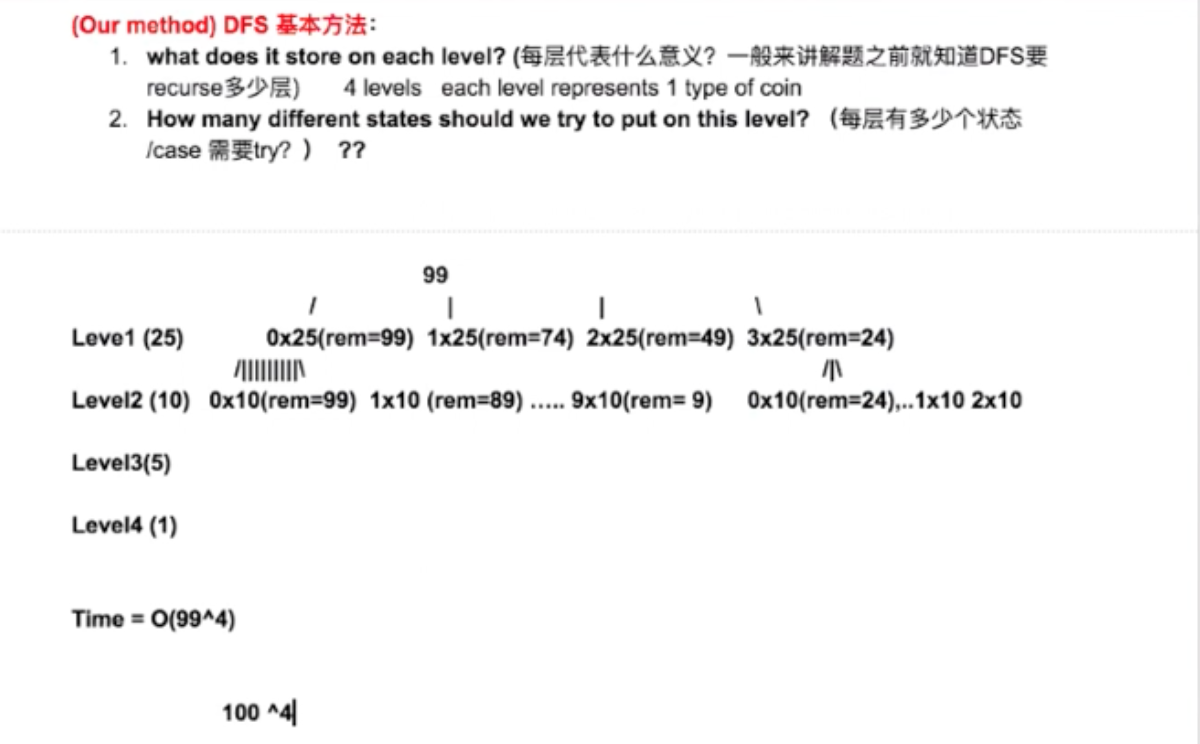 (Our method) DFS 基本方法:
1. what does it store on each level? (每层代表什么意义? 一般来讲解题之前就知道DFS要
recurse多少层) 4 levels each level represents 1 type of coin
2. How many different states should we try to put on this level? (每层有多少个状态
/case 需要try? ) ??
99
/ | | \
Leve1 (25) 0x25(rem=99) 1x25(rem=74) 2x25(rem=49) 3x25(rem=24)
/|||||||||\ /|\
Level2 (10) 0x10(rem=99) 1x10 (rem=89) ..... 9x10(rem= 9) 0x10(rem=24),..1x10 2x10
Level3(5)
Level4 (1)
Time = O(99^4)
100 ^4